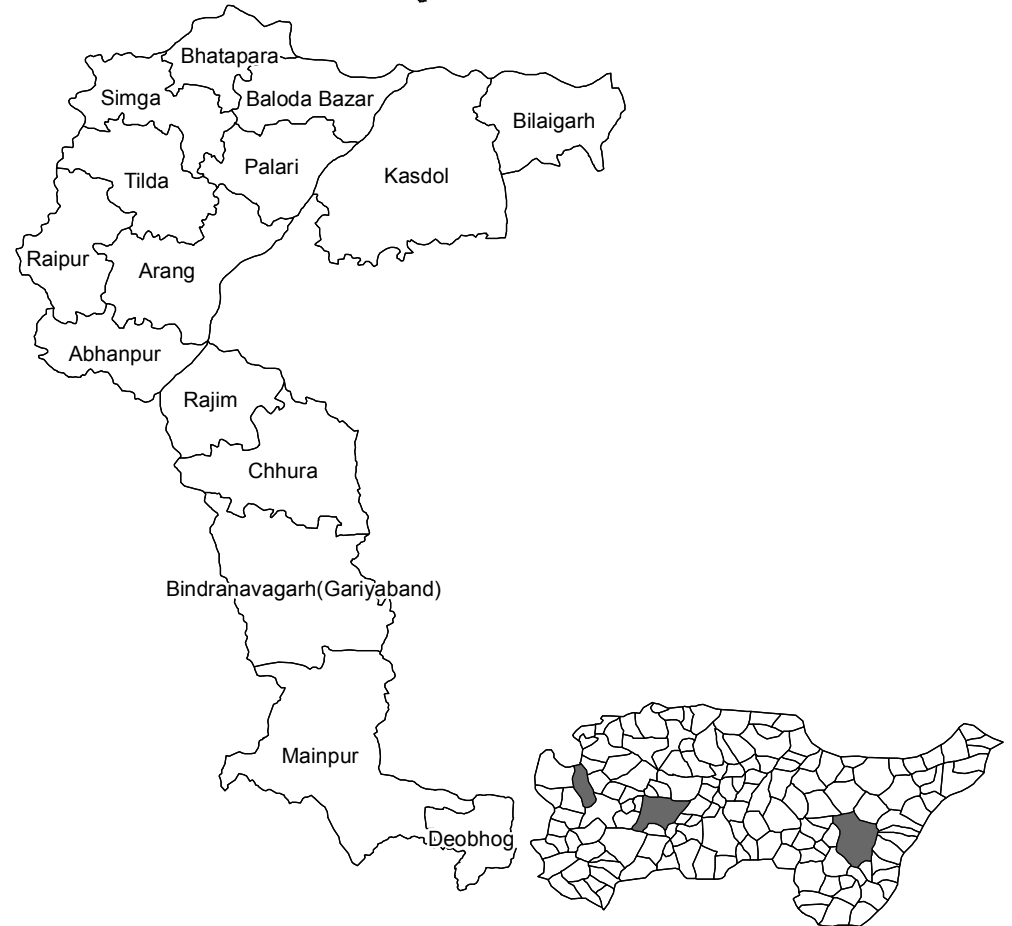 Bhatapara
Simga
Baloda Bazar
Bilaigarh
Palari
Kasdol
Tilda
Raipur
Arang
Abhanpur
Rajim
Chhura
Bindranavagarh(Gariyaband)
Mainpur
Deobhog